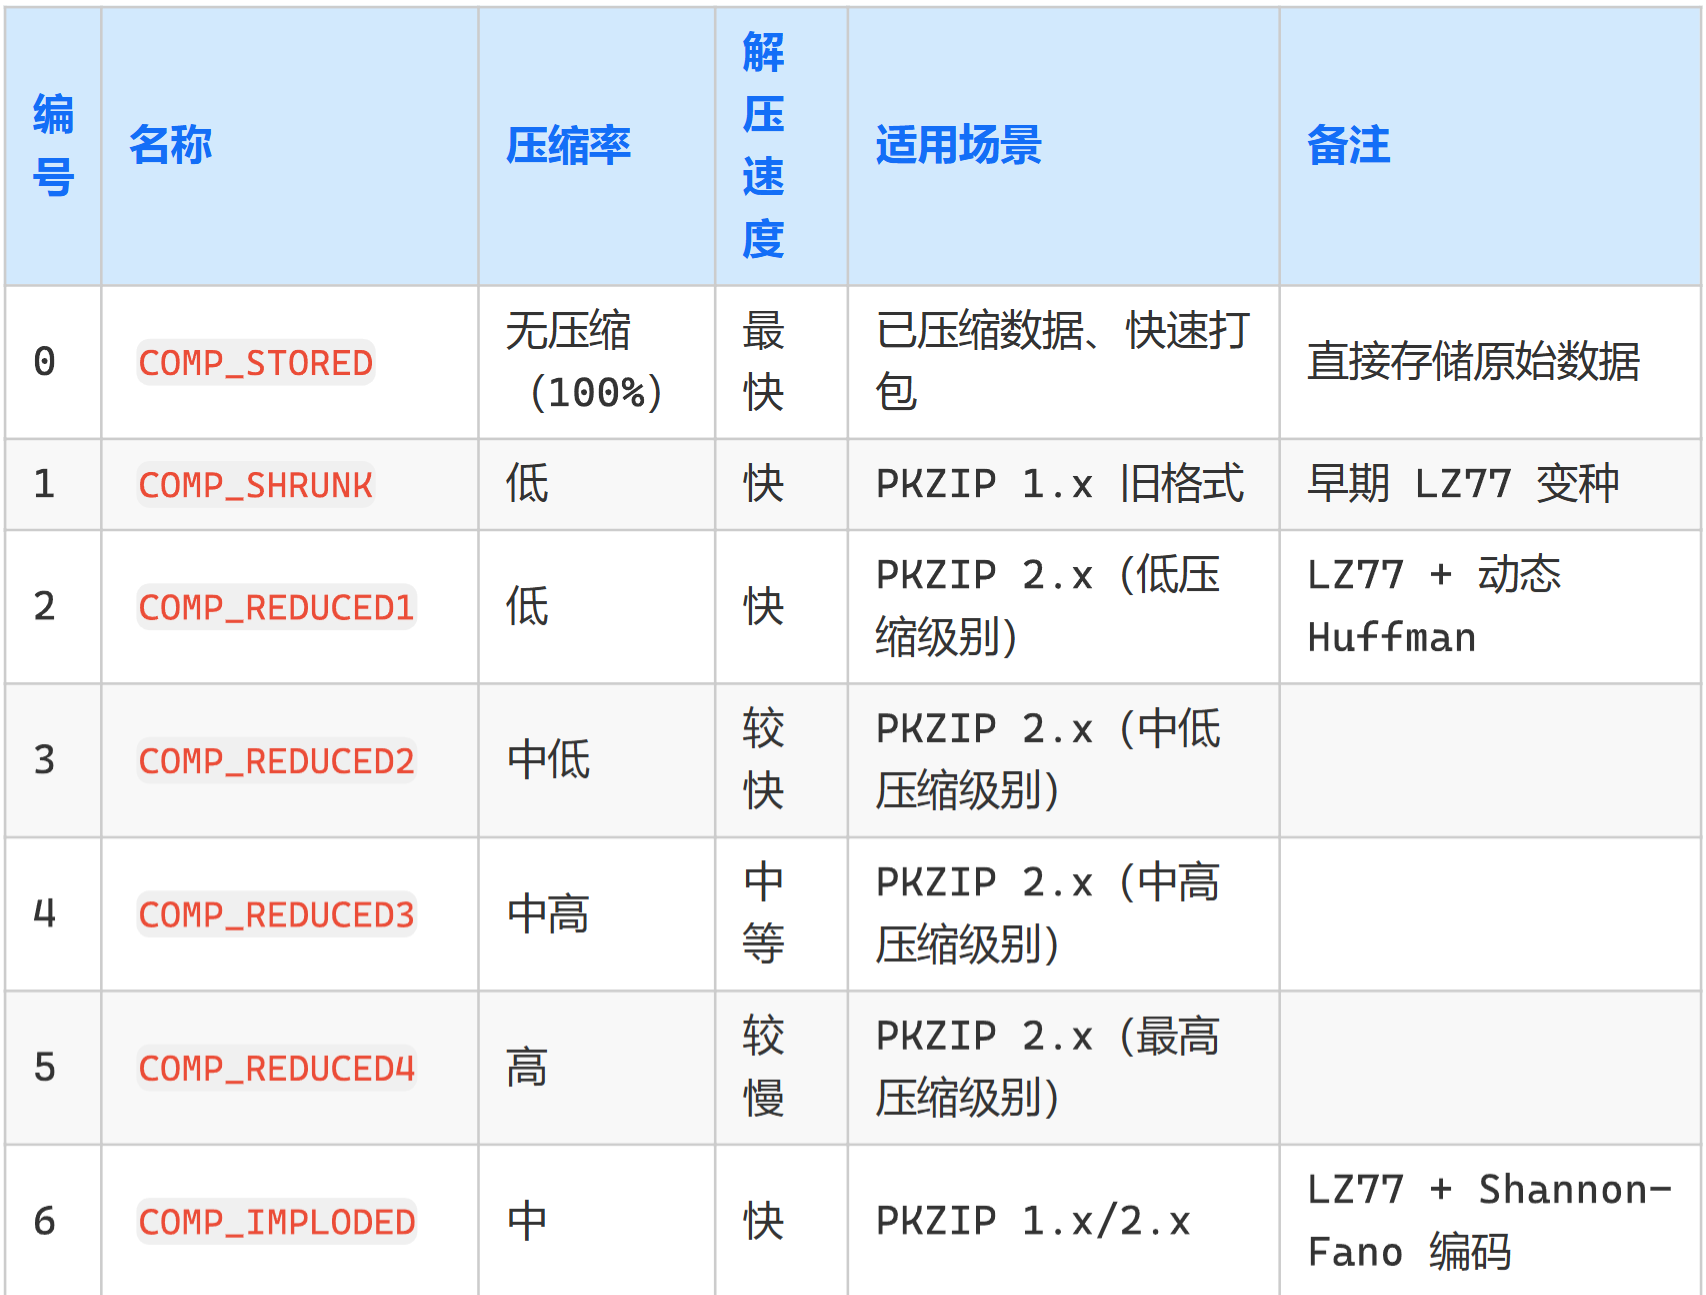 编
号
名称
压缩率
解
压
速
度
适用场景
备注
0
COMP_STORED
无压缩
（100%）
最
快
已压缩数据、快速打
包
直接存储原始数据
1
COMP_SHRUNK
低
快
PKZIP 1.x 旧格式
早期 LZ77 变种
2
COMP_REDUCED1
低
快
PKZIP 2.x (低压
缩级别)
LZ77 + 动态
Huffman
3
COMP_REDUCED2
中低
较
快
PKZIP 2.x (中低
压缩级别)
4
COMP_REDUCED3
中高
中
等
PKZIP 2.x (中高
压缩级别)
5
COMP_REDUCED4
高
较
慢
PKZIP 2.x (最高
压缩级别)
6
COMP_IMPLODED
中
快
PKZIP 1.x/2.x
LZ77 + Shannon-
Fano 编码